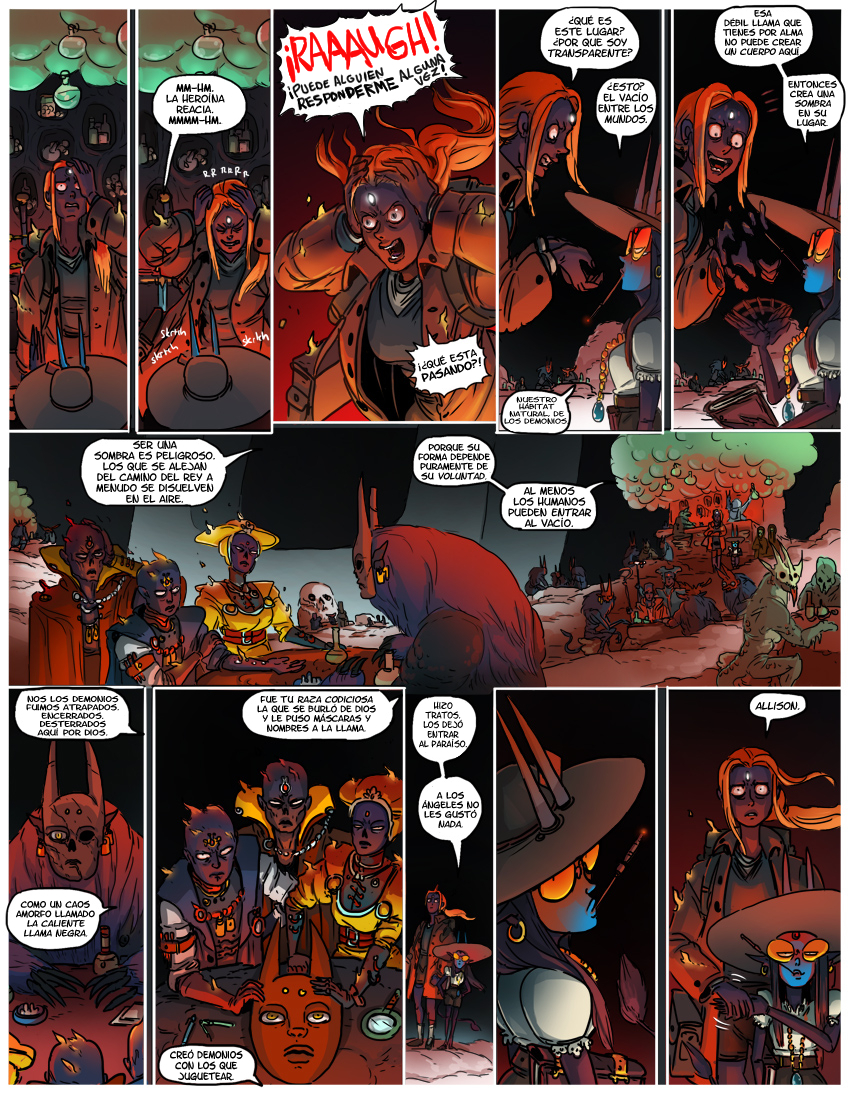 MM-HM.
LA HEROÍNA
REACIA.
MMMM-HM.
R R R R R R
skrtch
skrtch
skrtch
¡RAAAUGH!
¡PUEDE ALGUIEN
RESPONDERME ALGUNA
VEZ!
¡¿QUÉ ESTA
PASANDO?!
¿QUÉ ES
ESTE LUGAR?
¿POR QUE SOY
TRANSPARENTE?
¿ESTO?
EL VACÍO
ENTRE LOS
MUNDOS.
NUESTRO
HÁBITAT
NATURAL, DE
LOS DEMONIOS
ESA
DÉBIL LLAMA QUE
TIENES POR ALMA
NO PUEDE CREAR
UN CUERPO AQUÍ
ENTONCES
CREA UNA
SOMBRA
EN SU
LUGAR.
SER UNA
SOMBRA ES PELIGROSO.
LOS QUE SE ALEJAN
DEL CAMINO DEL REY A
MENUDO SE DISUELVEN
EN EL AIRE.
PORQUE SU
FORMA DEPENDE
PURAMENTE DE
SU VOLUNTAD.
AL MENOS
LOS HUMANOS
PUEDEN ENTRAR
AL VACÍO.
NOS LOS DEMONIOS
FUIMOS ATRAPADOS.
ENCERRADOS.
DESTERRADOS
AQUÍ POR DIOS.
COMO UN CAOS
AMORFO LLAMADO
LA CALIENTE
LLAMA NEGRA.
FUE TU RAZA CODICIOSA
LA QUE SE BURLÓ DE DIOS
Y LE PUSO MÁSCARAS Y
NOMBRES A LA LLAMA.
CREÓ DEMONIOS
CON LOS QUE
JUGUETEAR.
HIZO
TRATOS.
LOS DEJÓ
ENTRAR
AL PARAÍSO.
A LOS
ÁNGELES NO
LES GUSTÓ
NADA.
ALLISON.